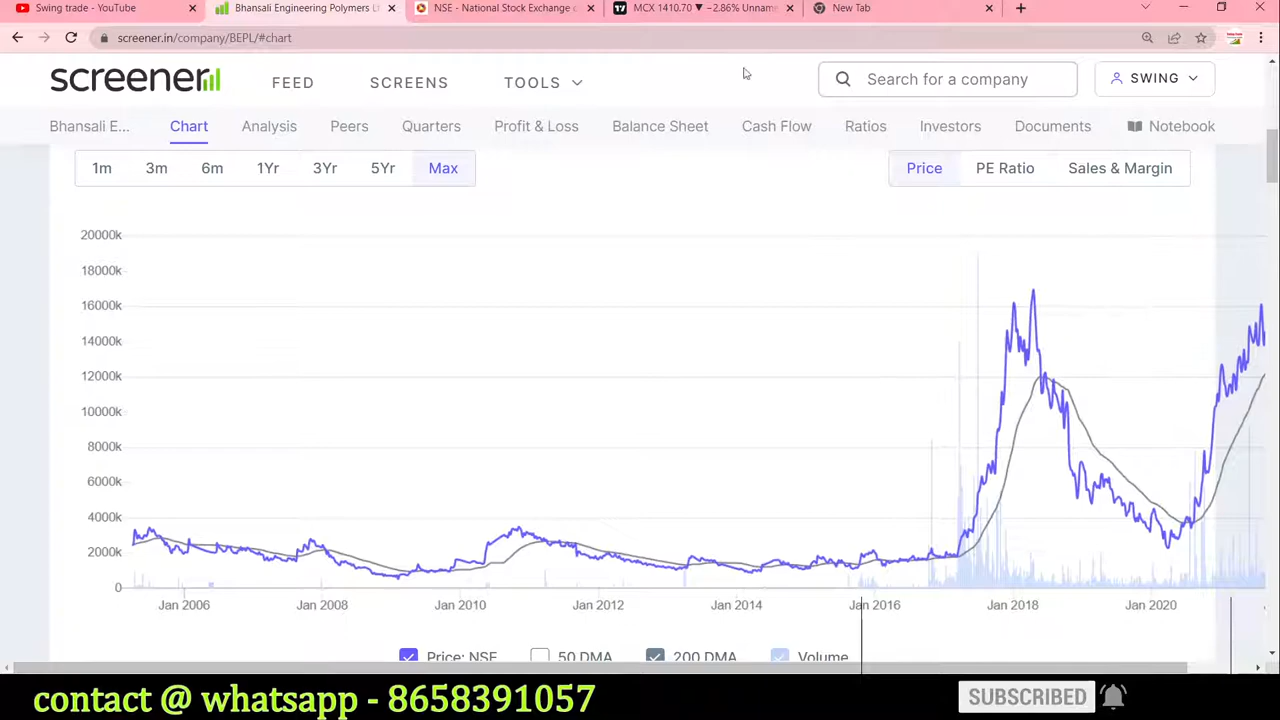 Swing trade - YouTube
Bhansali Engineering Polymers Lt
NSE - National Stock Exchange o
MCX 1410.70 ▼ −2.86% Unname
New Tab
screener.in/company/BEPL/#chart
screener
FEED
SCREENS
TOOLS
Search for a company
SWING
Bhansali E...
Chart
Analysis
Peers
Quarters
Profit & Loss
Balance Sheet
Cash Flow
Ratios
Investors
Documents
Notebook
1m
3m
6m
1Yr
3Yr
5Yr
Max
Price
PE Ratio
Sales & Margin
20000k
18000k
16000k
14000k
12000k
10000k
8000k
6000k
4000k
2000k
0
Jan 2006
Jan 2008
Jan 2010
Jan 2012
Jan 2014
Jan 2016
Jan 2018
Jan 2020
Price: NSE
50 DMA
200 DMA
Volume
contact @ whatsapp - 8658391057
SUBSCRIBED